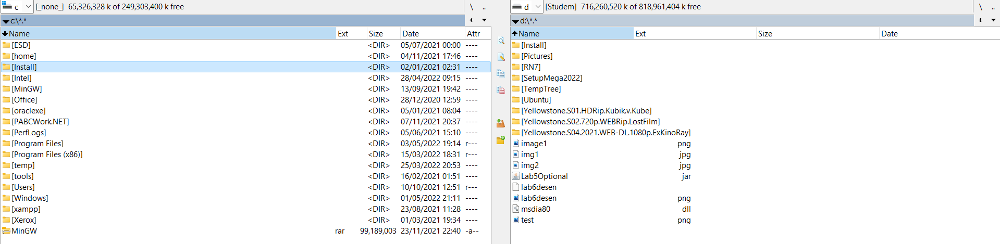 c [_none_] 65,326,328 k of 249,303,400 k free \ ..
c:\*.* *
Name Ext Size Date Attr
[ESD] <DIR> 05/07/2021 00:00 ----
[home] <DIR> 04/11/2021 17:46 ----
[Install] <DIR> 02/01/2021 02:31 ----
[Intel] <DIR> 28/04/2022 09:15 ----
[MinGW] <DIR> 13/09/2021 19:42 ----
[Office] <DIR> 28/12/2020 12:59 ----
[oraclexe] <DIR> 05/01/2021 08:04 ----
[PABCWork.NET] <DIR> 07/11/2021 20:37 ----
[PerfLogs] <DIR> 05/06/2021 15:10 ----
[Program Files] <DIR> 03/05/2022 19:14 r---
[Program Files (x86)] <DIR> 15/03/2022 18:31 r---
[temp] <DIR> 25/03/2022 20:53 ----
[tools] <DIR> 16/02/2021 01:51 ----
[Users] <DIR> 10/10/2021 12:51 r---
[Windows] <DIR> 01/05/2022 21:11 ----
[xampp] <DIR> 23/08/2021 11:28 ----
[Xerox] <DIR> 01/03/2021 19:34 ----
MinGW rar 99,189,003 23/11/2021 22:40 -a--
d [Studem] 716,260,520 k of 818,961,404 k free \ ..
d:\*.* *
Name Ext Size Date
[Install]
[Pictures]
[RN7]
[SetupMega2022]
[TempTree]
[Ubuntu]
[Yellowstone.S01.HDRip.Kubik.v.Kube]
[Yellowstone.S02.720p.WEBRip.LostFilm]
[Yellowstone.S04.2021.WEB-DL.1080p.ExKinoRay]
image1 png
img1 jpg
img2 jpg
Lab5Optional jar
lab6desen
lab6desen png
msdia80 dll
test png